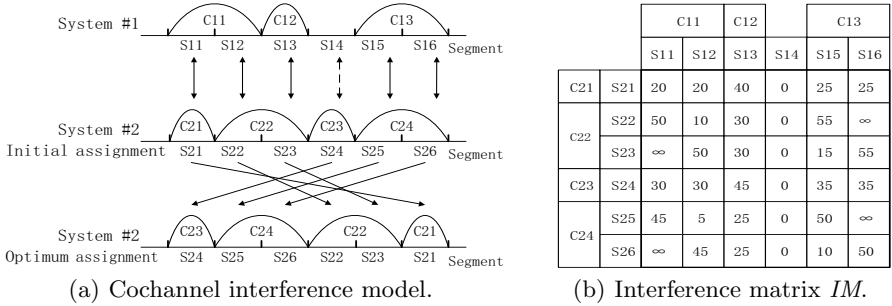 System #1
C11 C12 C13
S11 S12 S13 S14 S15 S16 Segment
System #2
Initial assignment
C21 C22 C23 C24
S21 S22 S23 S24 S25 S26 Segment
System #2
Optimum assignment
C23 C24 C22 C21
S24 S25 S26 S22 S23 S21 Segment
(a) Cochannel interference model.
C11 C12 C13
S11 S12 S13 S14 S15 S16
C21 S21 20 20 40 0 25 25
C22 S22 50 10 30 0 55 ∞
S23 ∞ 50 30 0 15 55
C23 S24 30 30 45 0 35 35
C24 S25 45 5 25 0 50 ∞
S26 ∞ 45 25 0 10 50
(b) Interference matrix IM.